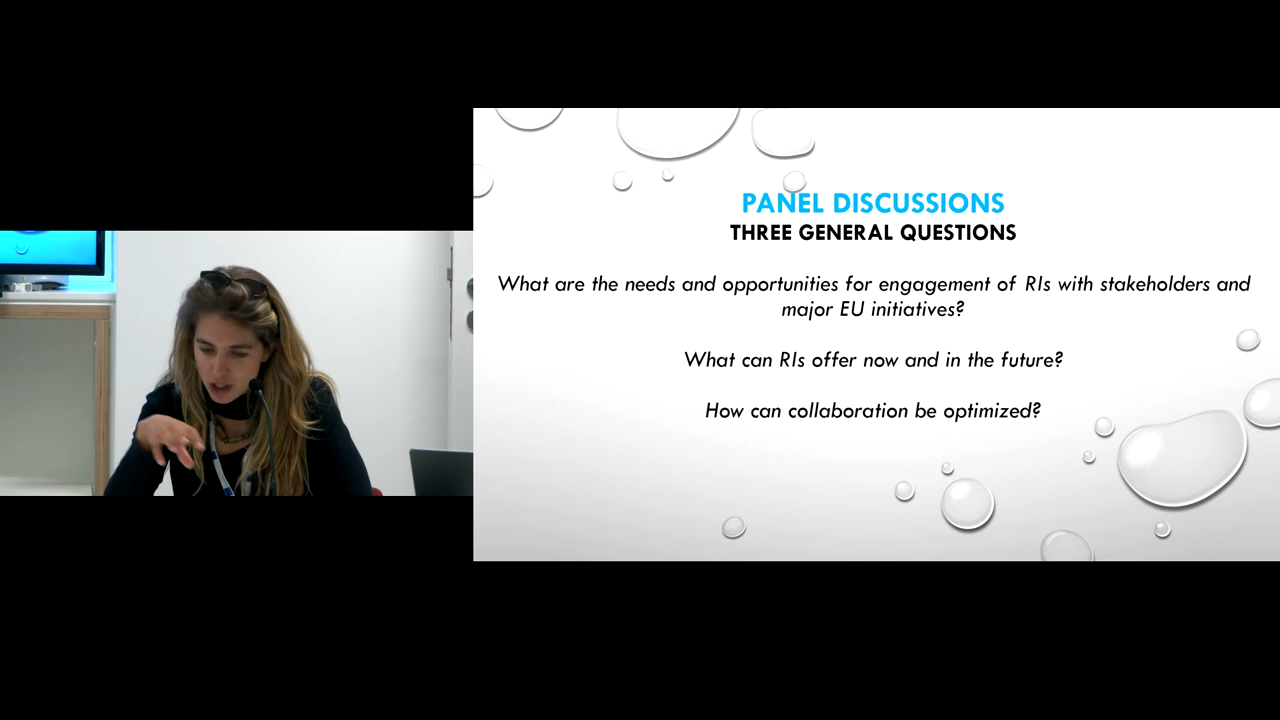 PANEL DISCUSSIONS
THREE GENERAL QUESTIONS
What are the needs and opportunities for engagement of RIs with stakeholders and
major EU initiatives?
What can RIs offer now and in the future?
How can collaboration be optimized?